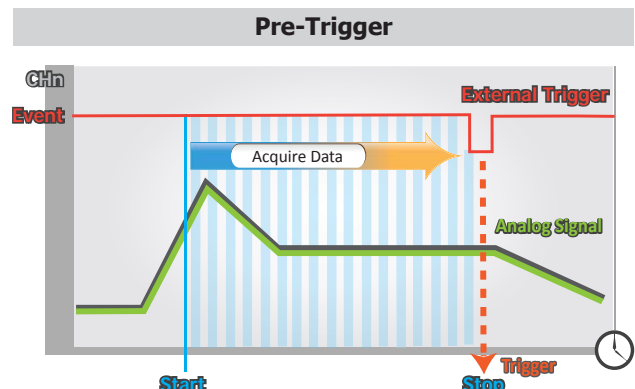 Pre-Trigger
CHn
External Trigger
Event
Acquire Data
Analog Signal
Trigger
Start
Stop